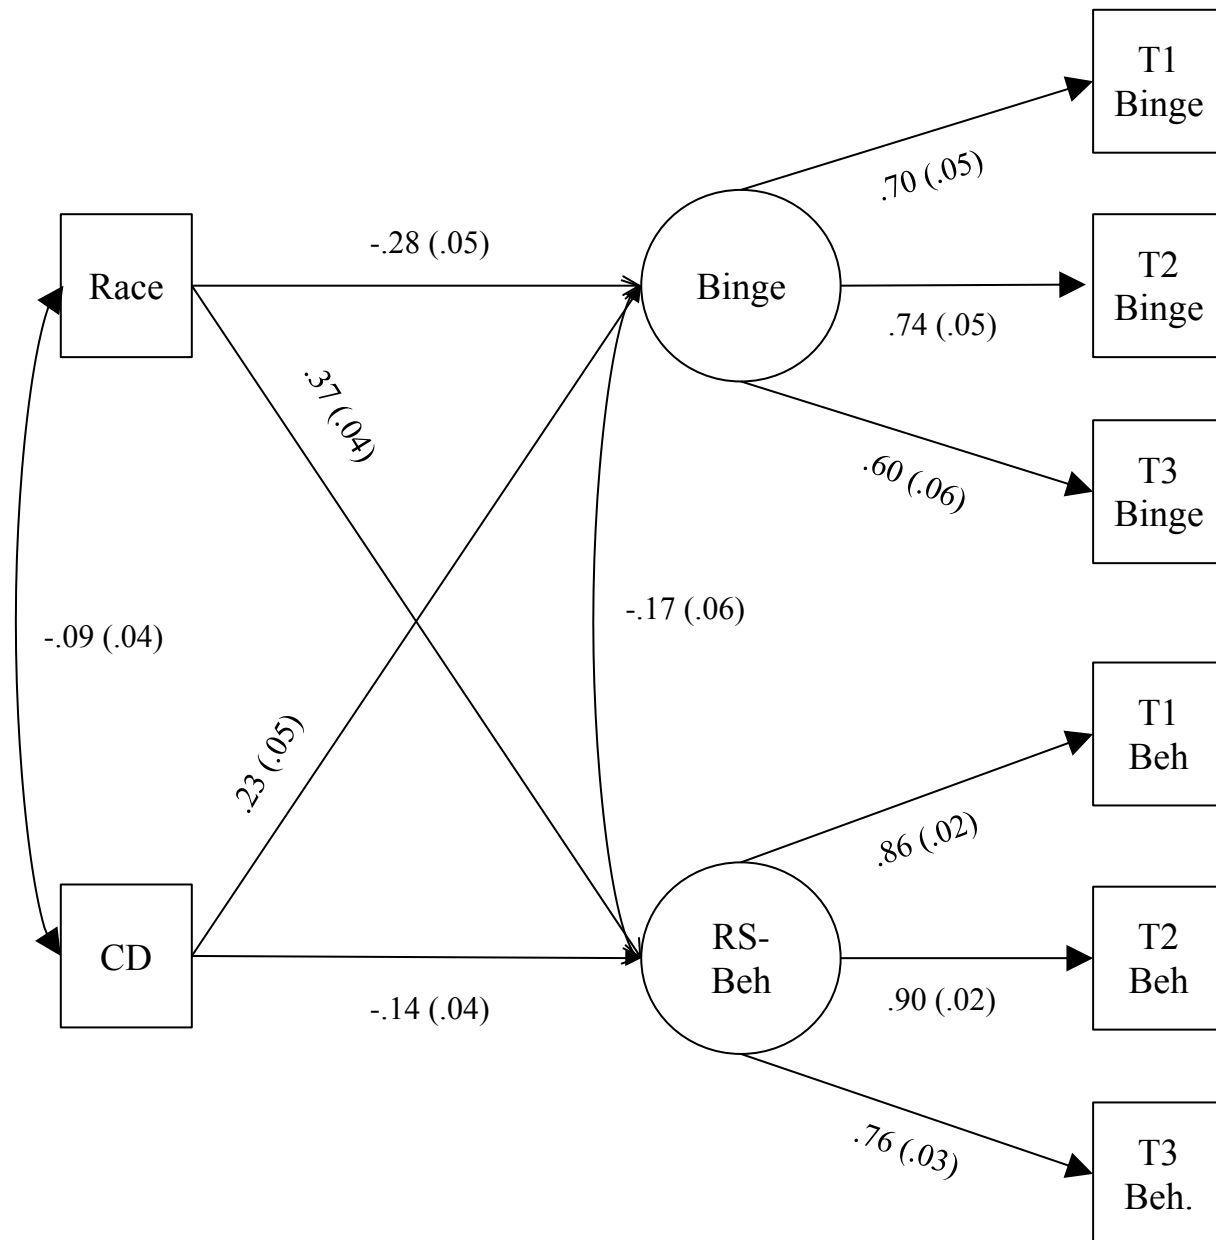 T1
Binge
.70 (.05)
Race
-.28 (.05)
Binge
T2
Binge
.74 (.05)
.37 (.04)
.60 (.06)
T3
Binge
-.09 (.04)
-.17 (.06)
.23 (.05)
T1
Beh
.86 (.02)
CD
-.14 (.04)
RS-
Beh
.90 (.02)
T2
Beh
.76 (.03)
T3
Beh.